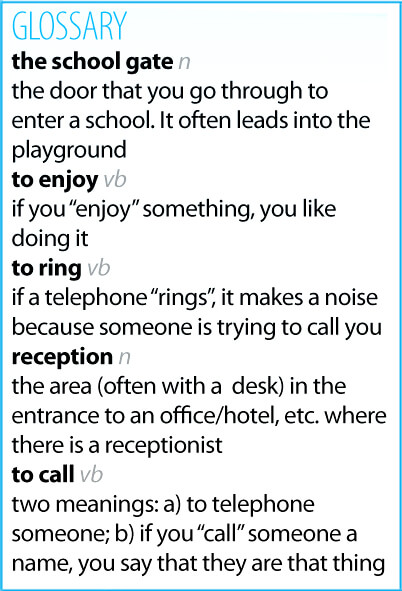 GLOSSARY
the school gate n
the door that you go through to
enter a school. It often leads into the
playground
to enjoy vb
if you “enjoy” something, you like
doing it
to ring vb
if a telephone “rings”, it makes a noise
because someone is trying to call you
reception n
the area (often with a desk) in the
entrance to an office/hotel, etc. where
there is a receptionist
to call vb
two meanings: a) to telephone
someone; b) if you “call” someone a
name, you say that they are that thing